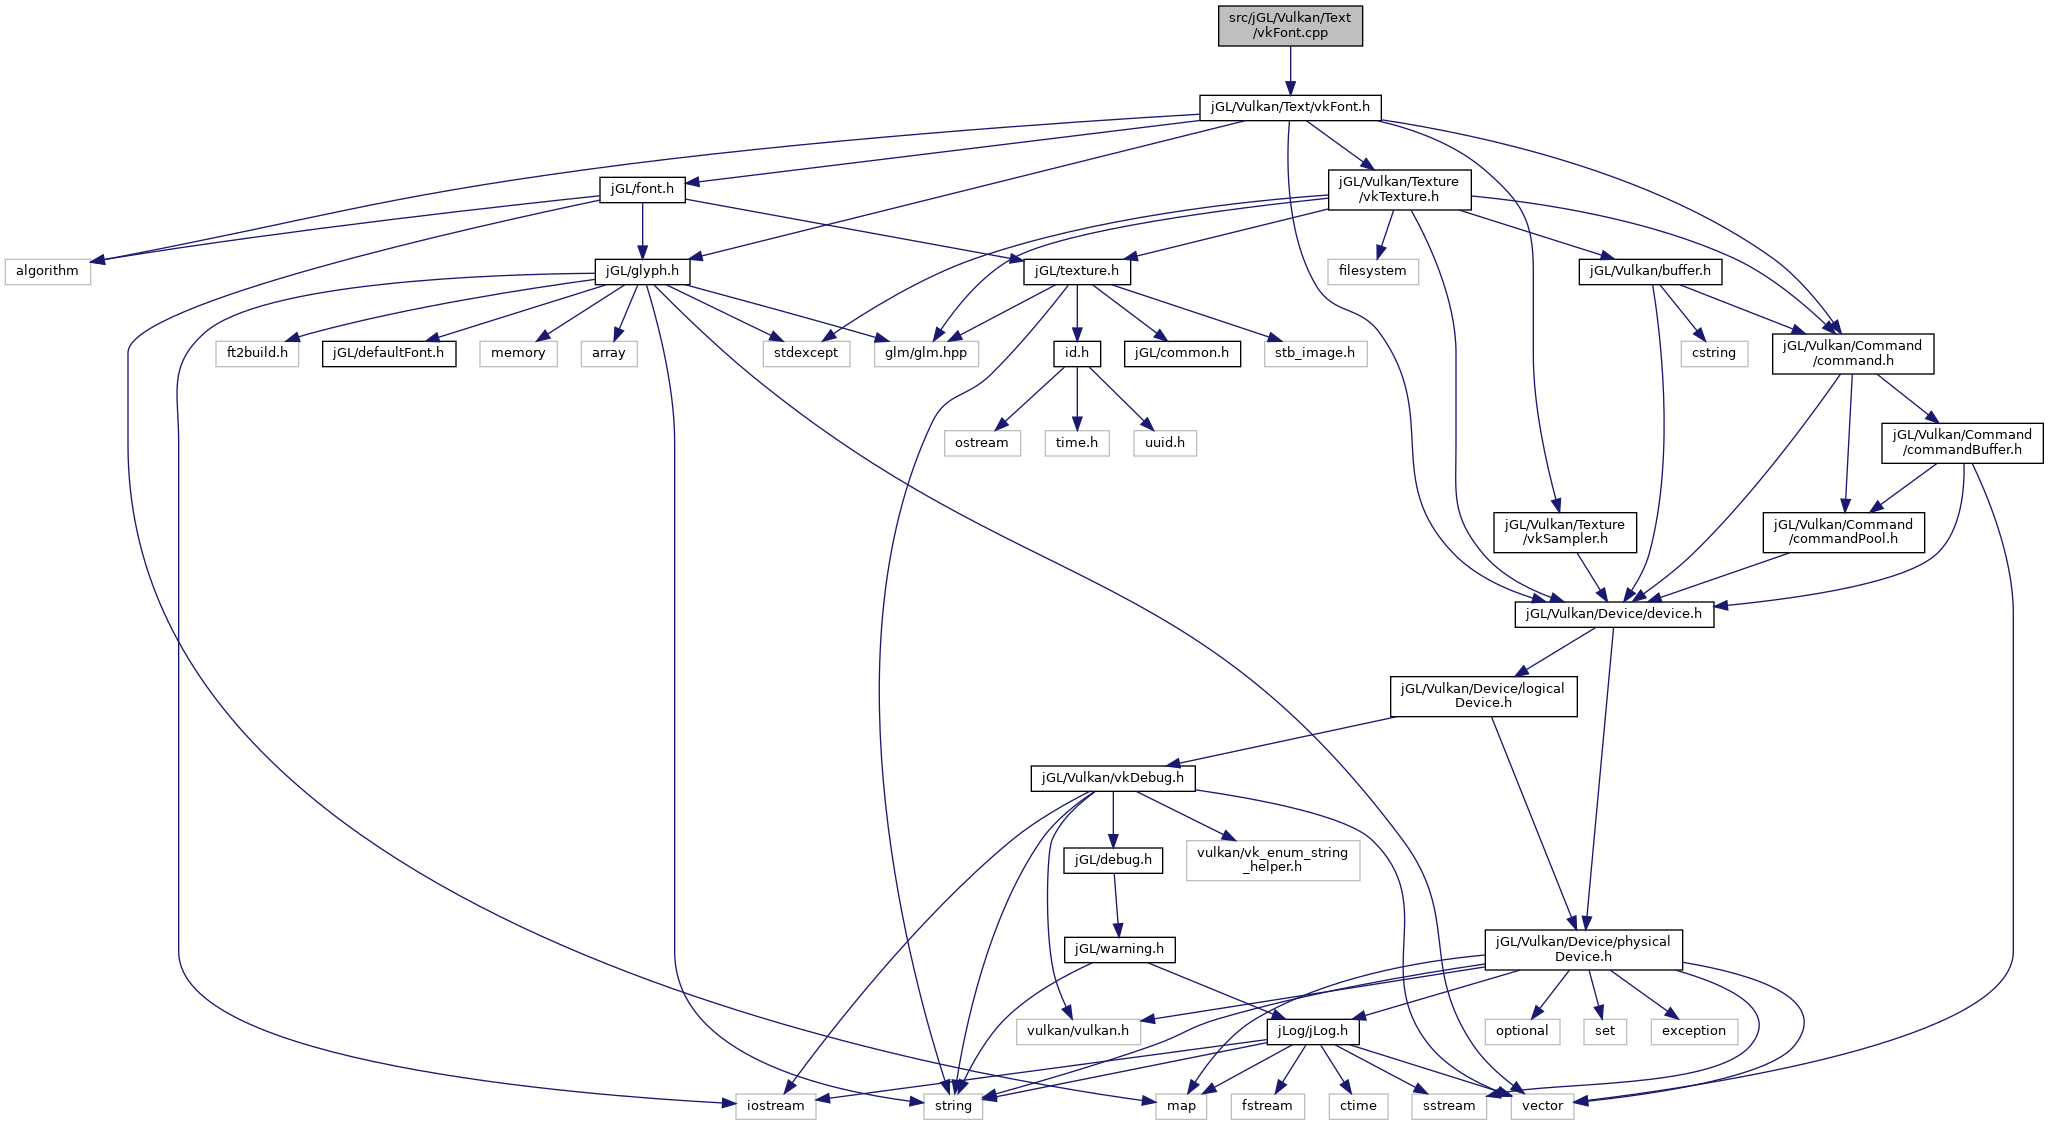 src/jGL/Vulkan/Text
/vkFont.cpp
jGL/Vulkan/Text/vkFont.h
jGL/font.h
jGL/Vulkan/Texture
/vkTexture.h
algorithm
jGL/glyph.h
jGL/texture.h
filesystem
jGL/Vulkan/buffer.h
ft2build.h
jGL/defaultFont.h
memory
array
stdexcept
glm/glm.hpp
id.h
jGL/common.h
stb_image.h
cstring
jGL/Vulkan/Command
/command.h
ostream
time.h
uuid.h
jGL/Vulkan/Command
/commandBuffer.h
jGL/Vulkan/Texture
/vkSampler.h
jGL/Vulkan/Command
/commandPool.h
jGL/Vulkan/Device/device.h
jGL/Vulkan/Device/logical
Device.h
jGL/Vulkan/vkDebug.h
jGL/debug.h
vulkan/vk_enum_string
_helper.h
jGL/warning.h
jGL/Vulkan/Device/physical
Device.h
vulkan/vulkan.h
jLog/jLog.h
optional
set
exception
iostream
string
map
fstream
ctime
sstream
vector